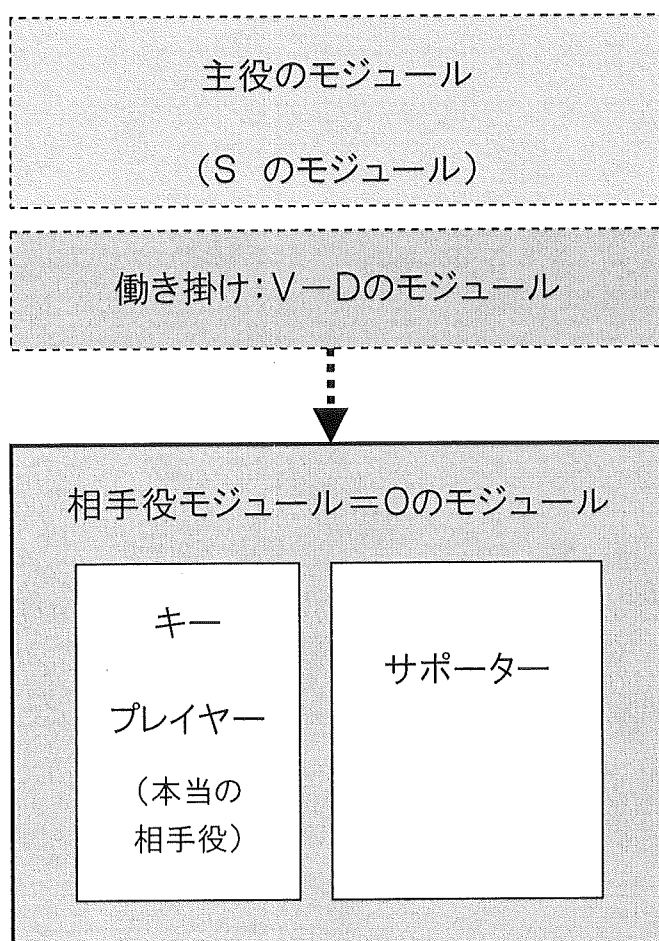 主役のモジュール
(S のモジュール)
働き掛け:V－Dのモジュール
相手役モジュール＝Oのモジュール
キー
プレイヤー
(本当の
相手役)
サポーター